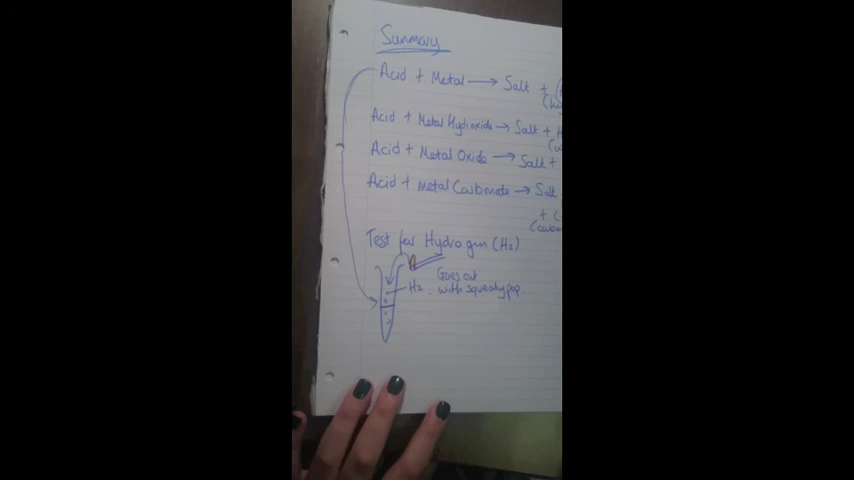 Summary
Acid + Metal → Salt +
Acid + Metal Hydroxide → Salt + H
Acid + Metal Oxide → Salt +
Acid + Metal Carbonate → Salt
+ (
Test for Hydrogen (H2)
Goes out
H2. with squeaky pop.